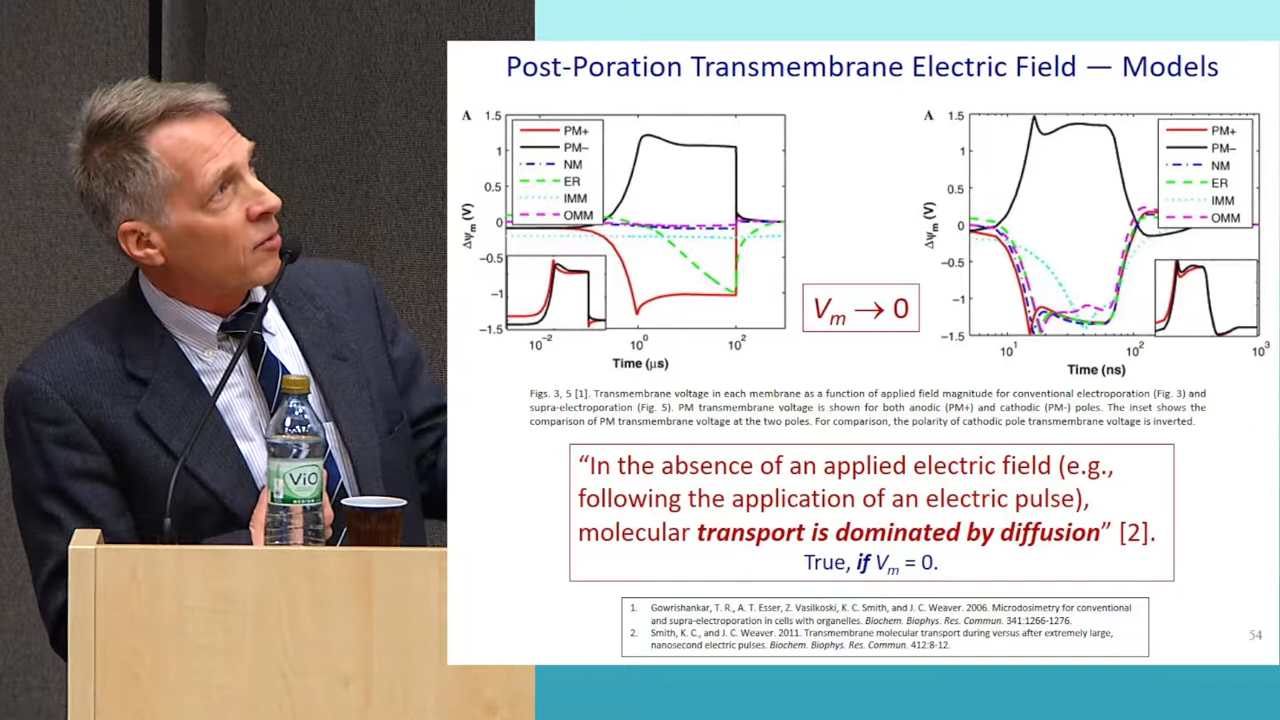 Post-Poration Transmembrane Electric Field — Models
A
1.5
1
0.5
0
−0.5
−1
−1.5
Δψm (V)
PM+
PM−
NM
ER
IMM
OMM
10⁻²
10⁰
10²
Time (μs)
Vm → 0
A
1.5
1
0.5
0
−0.5
−1
−1.5
Δψm (V)
PM+
PM−
NM
ER
IMM
OMM
10¹
10²
10³
Time (ns)
Figs. 3, 5 [1]. Transmembrane voltage in each membrane as a function of applied field magnitude for conventional electroporation (Fig. 3) and
supra-electroporation (Fig. 5). PM transmembrane voltage is shown for both anodic (PM+) and cathodic (PM-) poles. The inset shows the
comparison of PM transmembrane voltage at the two poles. For comparison, the polarity of cathodic pole transmembrane voltage is inverted.
“In the absence of an applied electric field (e.g.,
following the application of an electric pulse),
molecular transport is dominated by diffusion” [2].
True, if Vm = 0.
1. Gowrishankar, T. R., A. T. Esser, Z. Vasilkoski, K. C. Smith, and J. C. Weaver. 2006. Microdosimetry for conventional
and supra-electroporation in cells with organelles. Biochem. Biophys. Res. Commun. 341:1266-1276.
2. Smith, K. C., and J. C. Weaver. 2011. Transmembrane molecular transport during versus after extremely large,
nanosecond electric pulses. Biochem. Biophys. Res. Commun. 412:8-12.
54
ViO
MEDIUM